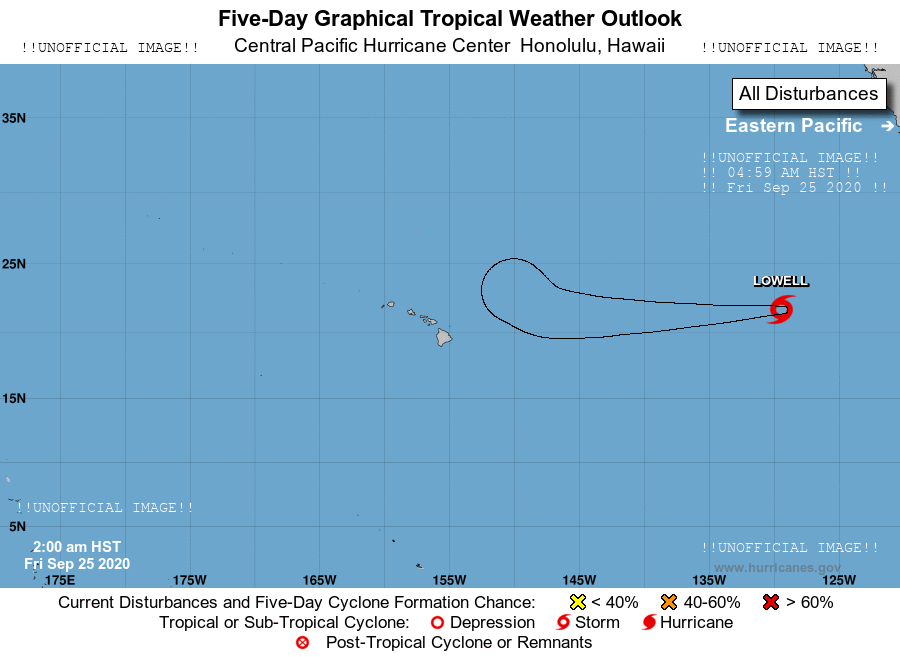 Five-Day Graphical Tropical Weather Outlook
!!UNOFFICIAL IMAGE!! Central Pacific Hurricane Center Honolulu, Hawaii !!UNOFFICIAL IMAGE!!
All Disturbances
35N
Eastern Pacific →
!!UNOFFICIAL IMAGE!!
!! 04:59 AM HST !!
!! Fri Sep 25 2020 !!
25N
LOWELL
15N
!!UNOFFICIAL IMAGE!!
5N
2:00 am HST
!!UNOFFICIAL IMAGE!!
Fri Sep 25 2020
www.hurricanes.gov
175E 175W 165W 155W 145W 135W 125W
Current Disturbances and Five-Day Cyclone Formation Chance: < 40% 40-60% > 60%
Tropical or Sub-Tropical Cyclone: Depression Storm Hurricane
Post-Tropical Cyclone or Remnants